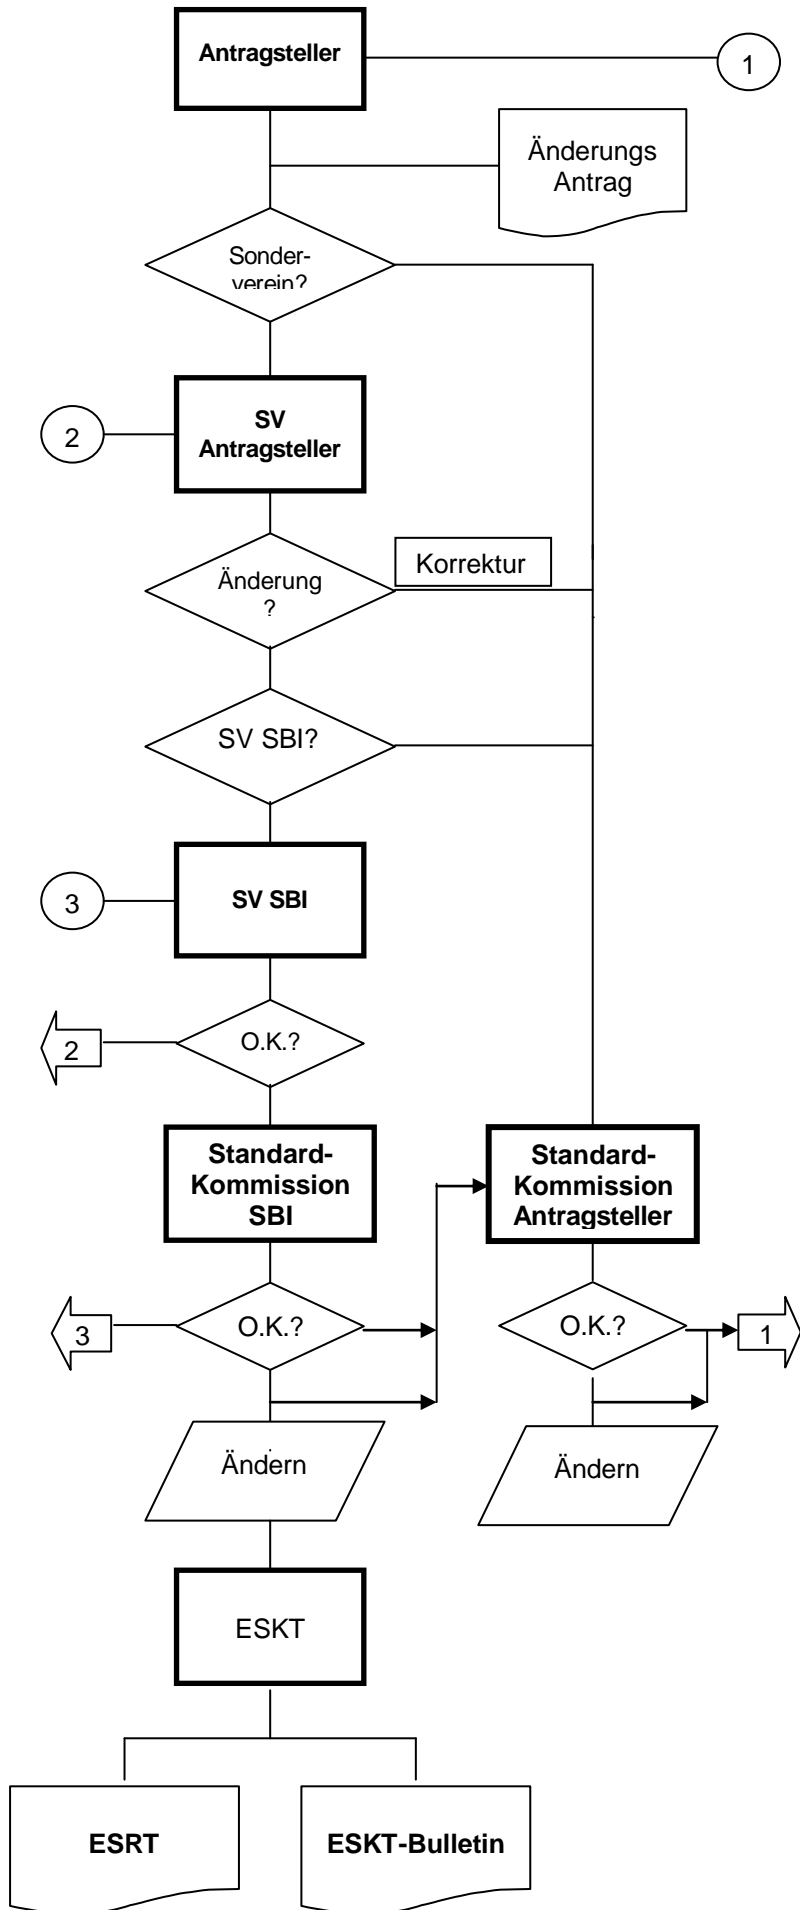 Antragsteller
1
Änderungs
Antrag
Sonder-
verein?
SV
Antragsteller
2
Änderung
?
Korrektur
SV SBI?
SV SBI
3
O.K.?
2
Standard-
Kommission
SBI
Standard-
Kommission
Antragsteller
O.K.?
3
O.K.?
1
Ändern
Ändern
ESKT
ESRT
ESKT-Bulletin